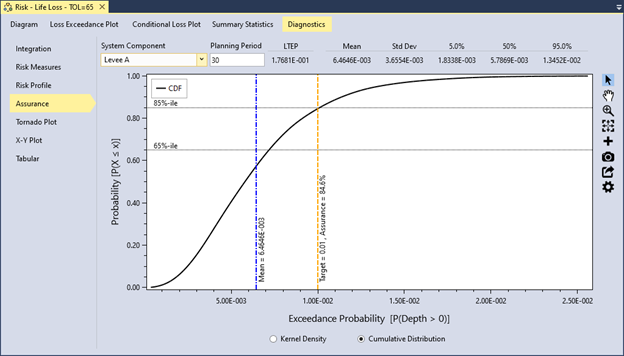 Risk - Life Loss - TOL=65
Diagram Loss Exceedance Plot Conditional Loss Plot Summary Statistics Diagnostics
Integration
Risk Measures
Risk Profile
Assurance
Tornado Plot
X-Y Plot
Tabular
System Component Planning Period LTEP Mean Std Dev 5.0% 50% 95.0%
Levee A 30 1.7681E-001 6.4646E-003 3.6554E-003 1.8338E-003 5.7869E-003 1.3452E-002
Probability [P(X ≤ x)]
1.00
0.80
0.60
0.40
0.20
0.00
CDF
85%-ile
65%-ile
Mean = 6.4646E-003
Target = 0.01 , Assurance = 84.6%
5.00E-003 1.00E-002 1.50E-002 2.00E-002 2.50E-002
Exceedance Probability [P(Depth > 0)]
Kernel Density Cumulative Distribution